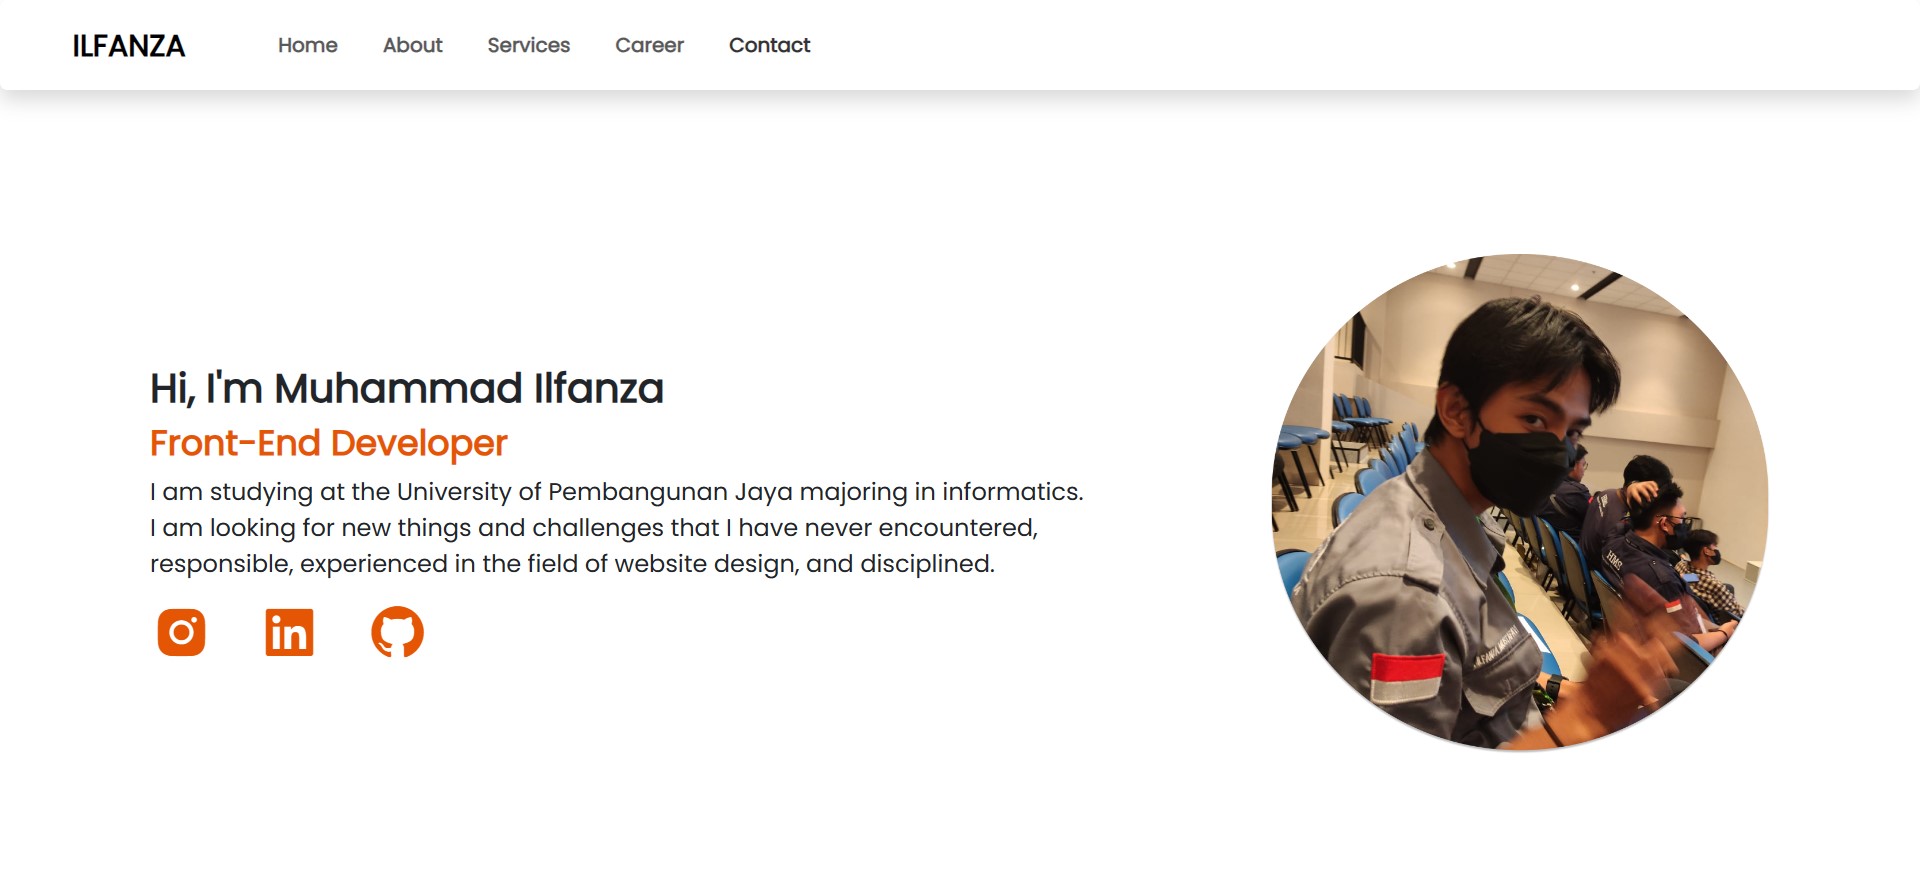 ILFANZA
Home About Services Career Contact
Hi, I'm Muhammad Ilfanza
Front-End Developer
I am studying at the University of Pembangunan Jaya majoring in informatics.
I am looking for new things and challenges that I have never encountered,
responsible, experienced in the field of website design, and disciplined.
in
HMS